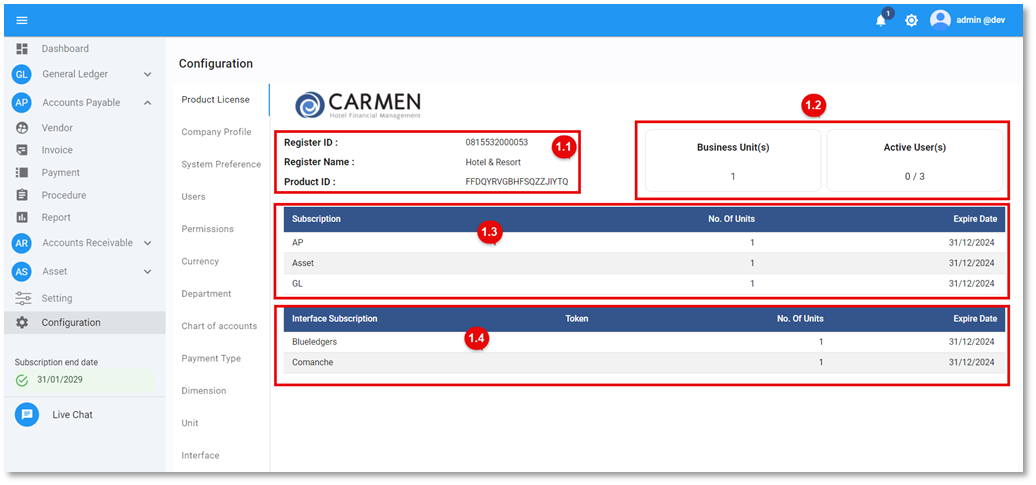 1
admin @dev
Dashboard
GL General Ledger
AP Accounts Payable
Vendor
Invoice
Payment
Procedure
Report
AR Accounts Receivable
AS Asset
Setting
Configuration
Subscription end date
31/01/2029
Live Chat
Configuration
Product License
Company Profile
System Preference
Users
Permissions
Currency
Department
Chart of accounts
Payment Type
Dimension
Unit
Interface
CARMEN
Hotel Financial Management
1.1
Register ID : 0815532000053
Register Name : Hotel & Resort
Product ID : FFDQYRVGBHFSQZZJIYTQ
1.2
Business Unit(s) Active User(s)
1 0 / 3
1.3
Subscription No. Of Units Expire Date
AP 1 31/12/2024
Asset 1 31/12/2024
GL 1 31/12/2024
1.4
Interface Subscription Token No. Of Units Expire Date
Blueledgers 1 31/12/2024
Comanche 1 31/12/2024